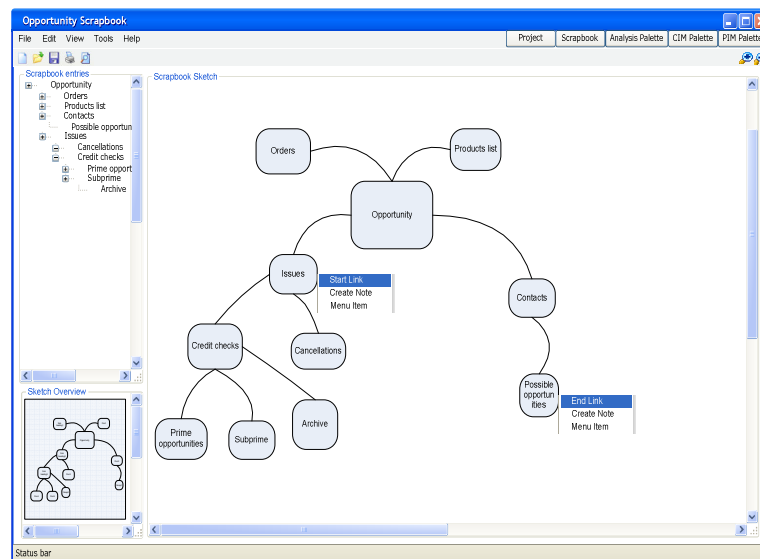 Opportunity Scrapbook
File Edit View Tools Help
Project Scrapbook Analysis Palette CIM Palette PIM Palette
Scrapbook entries
Opportunity
Orders
Products list
Contacts
Possible opportun
Issues
Cancellations
Credit checks
Prime opport
Subprime
Archive
Sketch Overview
Scrapbook Sketch
Orders
Products list
Opportunity
Issues
Start Link
Create Note
Menu Item
Contacts
Credit checks
Cancellations
Possible
opportun
ities
End Link
Create Note
Menu Item
Prime
opportunities
Subprime
Archive
Status bar